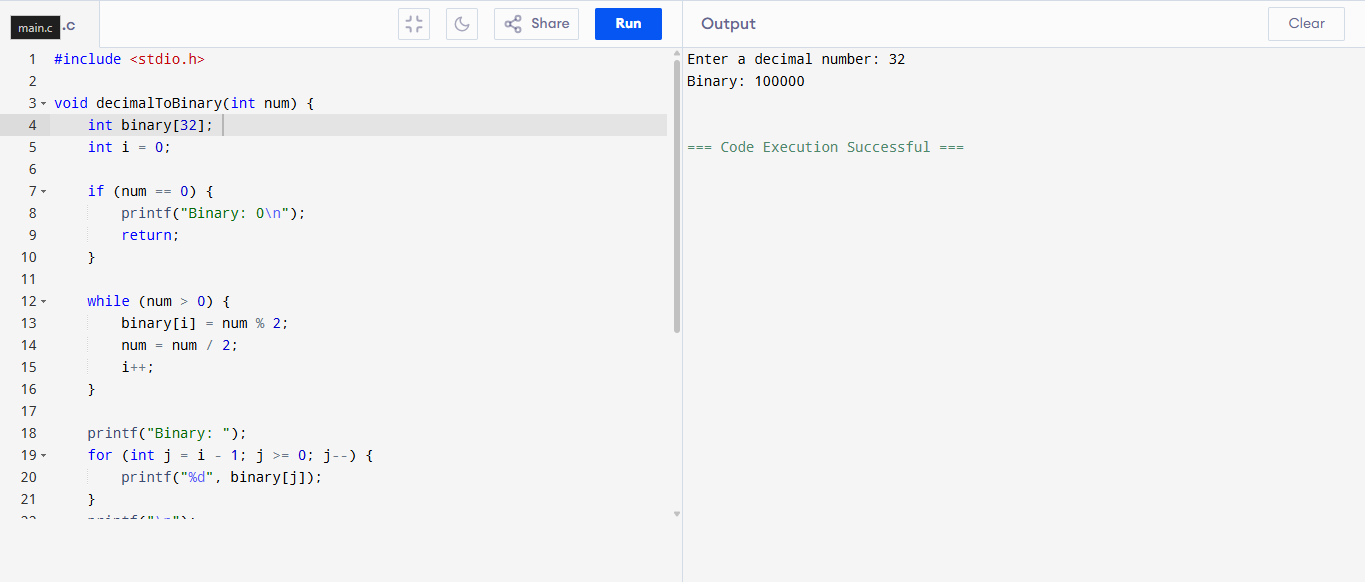 main.c .c Share Run Output Clear
1 #include <stdio.h>
2
3 void decimalToBinary(int num) {
4     int binary[32];
5     int i = 0;
6
7     if (num == 0) {
8         printf("Binary: 0\n");
9         return;
10     }
11
12     while (num > 0) {
13         binary[i] = num % 2;
14         num = num / 2;
15         i++;
16     }
17
18     printf("Binary: ");
19     for (int j = i - 1; j >= 0; j--) {
20         printf("%d", binary[j]);
21     }
22     printf("\n");
Enter a decimal number: 32
Binary: 100000
=== Code Execution Successful ===